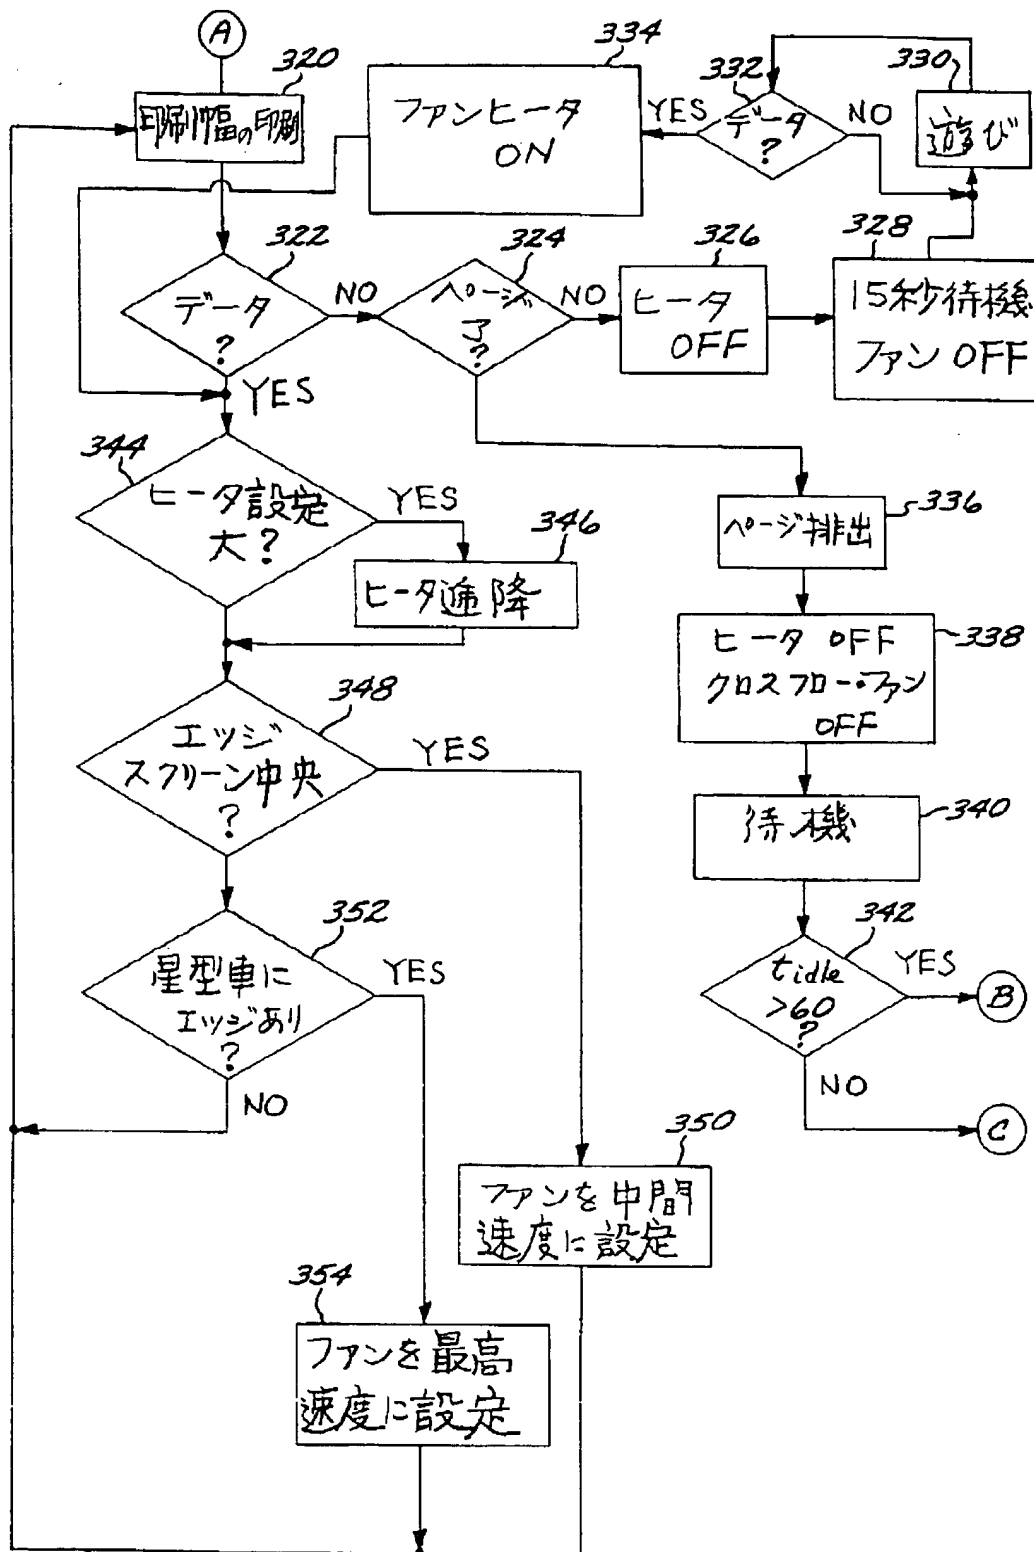 A
320
印刷幅の印刷
334
ファンヒータ
ON
332
データ
?
YES
NO
330
遊び
322
データ
?
NO
YES
324
ページ
了?
NO
326
ヒータ
OFF
328
15秒待機
ファン OFF
344
ヒータ設定
大?
YES
346
ヒータ逓降
336
ページ排出
338
ヒータ OFF
クロスフロー・ファン
OFF
348
エッジ
スクリーン中央
?
YES
340
待機
352
星型車に
エッジあり
?
YES
NO
342
tidle
>60
?
YES
B
NO
C
350
ファンを中間
速度に設定
354
ファンを最高
速度に設定